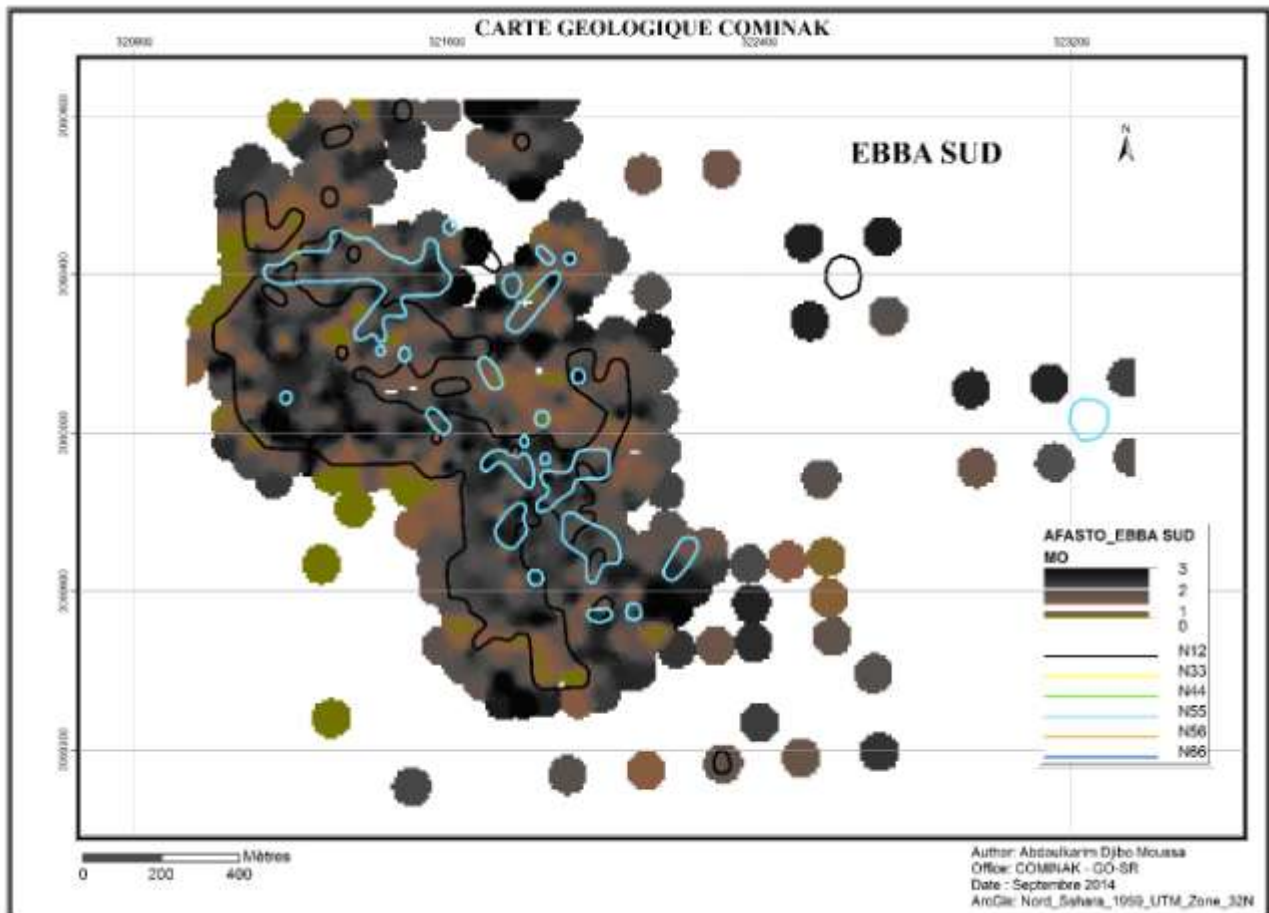 CARTE GEOLOGIQUE COMINAK
320800 321600 322400 323200
EBBA SUD
N
AFASTO_EBBA SUD
MO
3
2
1
0
N12
N33
N44
N55
N56
N66
Mètres
0 200 400
Author: Abdoulkarim Djibo Moussa
Office: COMINAK - GO-SR
Date : Septembre 2014
ArcGis: Nord_Sahara_1959_UTM_Zone_32N